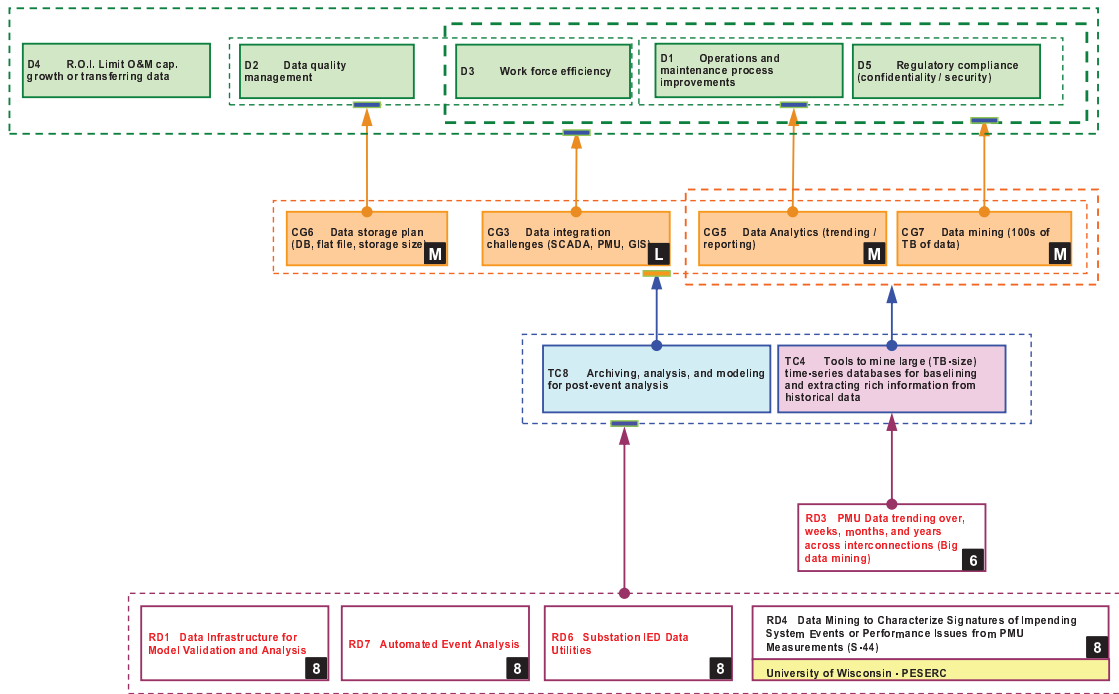 D4 R.O.I. Limit O&M cap.
growth or transferring data
D2 Data quality
management
D3 Work force efficiency
D1 Operations and
maintenance process
improvements
D5 Regulatory compliance
(confidentiality / security)
CG6 Data storage plan
(DB, flat file, storage size)
M
CG3 Data integration
challenges (SCADA, PMU, GIS)
L
CG5 Data Analytics (trending /
reporting)
M
CG7 Data mining (100s of
TB of data)
M
TC8 Archiving, analysis, and modeling
for post-event analysis
TC4 Tools to mine large (TB-size)
time-series databases for baselining
and extracting rich information from
historical data
RD3 PMU Data trending over,
weeks, months, and years
across interconnections (Big
data mining)
6
RD1 Data Infrastructure for
Model Validation and Analysis
8
RD7 Automated Event Analysis
8
RD6 Substation IED Data
Utilities
8
RD4 Data Mining to Characterize Signatures of Impending
System Events or Performance Issues from PMU
Measurements (S-44)
8
University of Wisconsin - PESERC